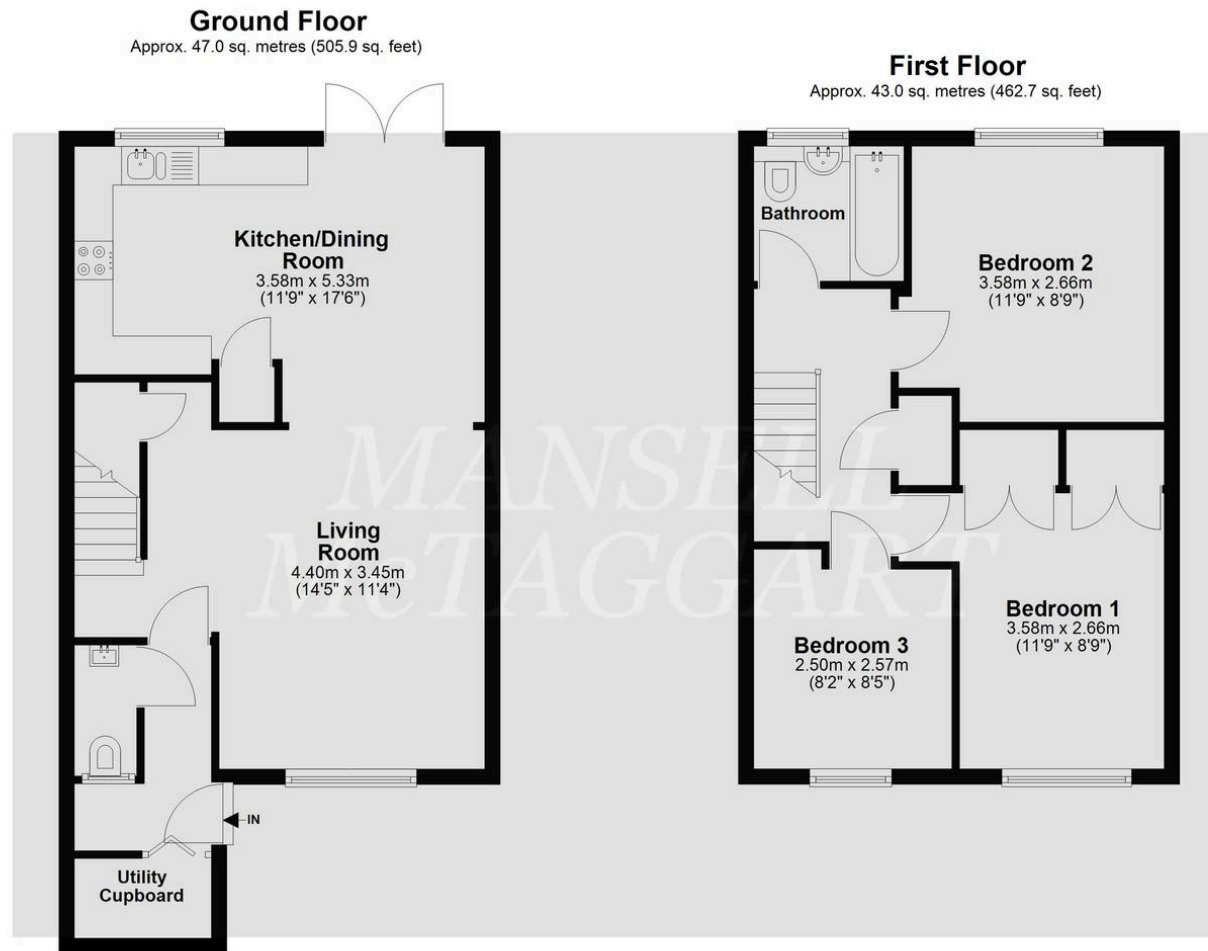 Ground Floor
Approx. 47.0 sq. metres (505.9 sq. feet)
First Floor
Approx. 43.0 sq. metres (462.7 sq. feet)
Kitchen/Dining
Room
3.58m x 5.33m
(11'9" x 17'6")
Bathroom
Bedroom 2
3.58m x 2.66m
(11'9" x 8'9")
MANSELL
McTAGGART
Living
Room
4.40m x 3.45m
(14'5" x 11'4")
Bedroom 1
3.58m x 2.66m
(11'9" x 8'9")
Bedroom 3
2.50m x 2.57m
(8'2" x 8'5")
IN
Utility
Cupboard